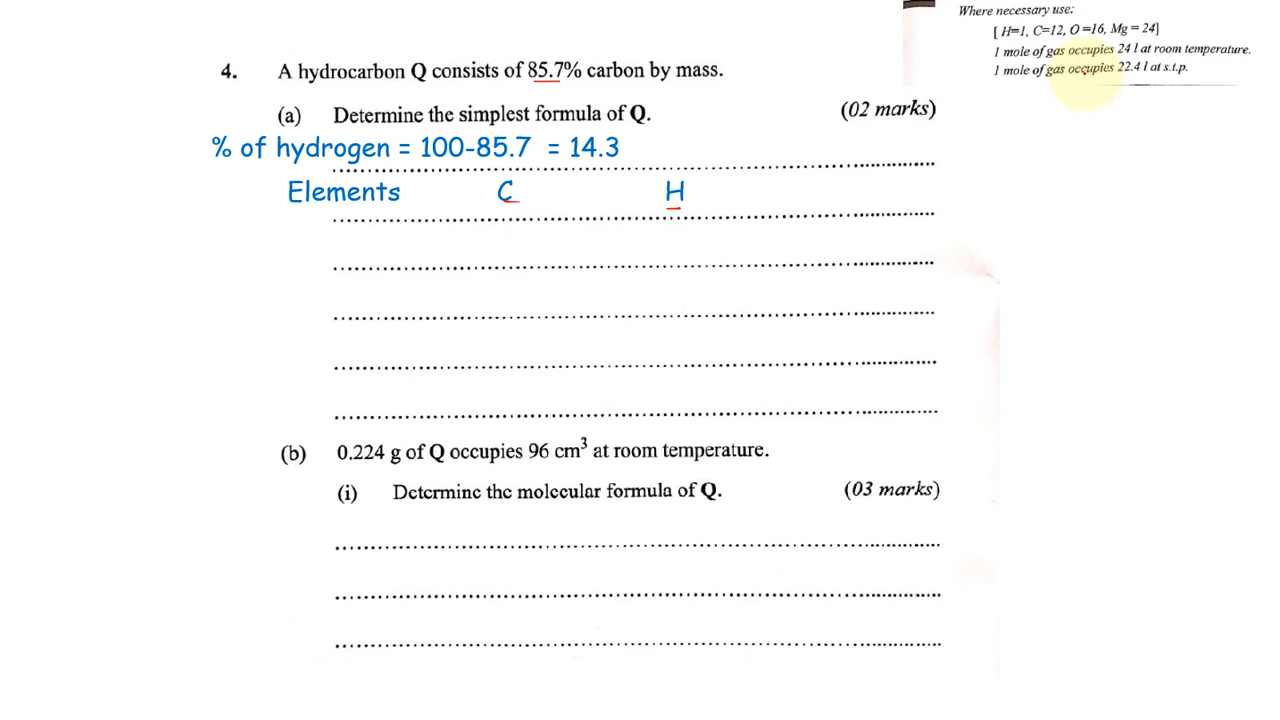 Where necessary use:
[ H=1, C=12, O =16, Mg = 24]
1 mole of gas occupies 24 l at room temperature.
1 mole of gas occupies 22.4 l at s.t.p.
4. A hydrocarbon Q consists of 85.7% carbon by mass.
(a) Determine the simplest formula of Q. (02 marks)
% of hydrogen = 100-85.7 = 14.3
Elements C H
(b) 0.224 g of Q occupies 96 cm³ at room temperature.
(i) Determine the molecular formula of Q. (03 marks)